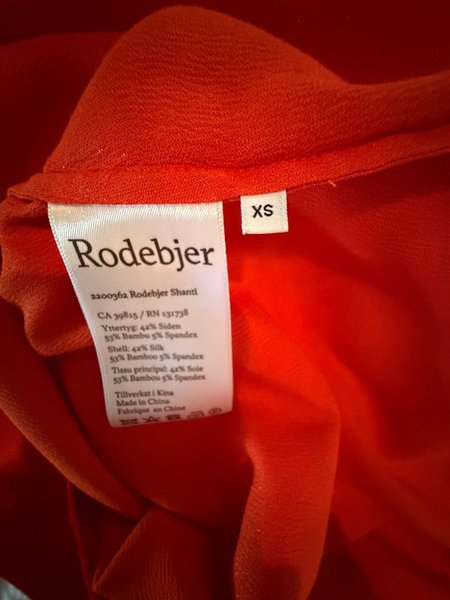 Rodebjer
XS
2200362 Rodebjer Shanti
CA 39815 / RN 131738
Yttertyg: 42% Siden
53% Bambu 5% Spandex
Shell: 42% Silk
53% Bamboo 5% Spandex
Tissu principal: 42% Soie
53% Bambou 5% Spandex
Tillverkat i Kina
Made in China
Fabriqué en Chine